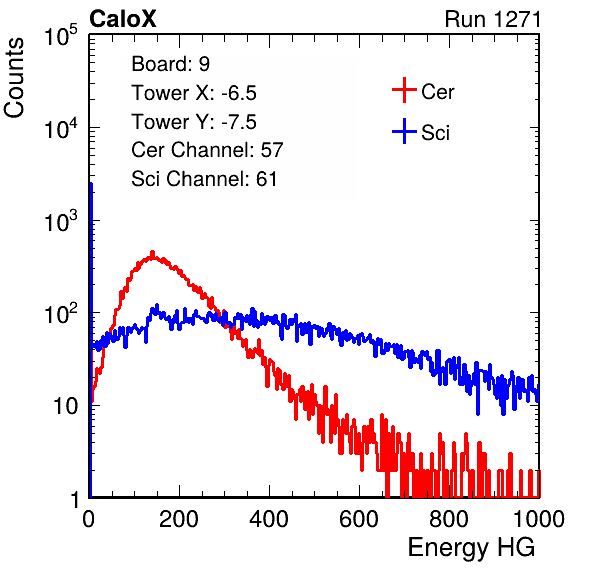 CaloX Run 1271
Counts
Board: 9
Tower X: -6.5
Tower Y: -7.5
Cer Channel: 57
Sci Channel: 61
Cer
Sci
10^5
10^4
10^3
10^2
10
1
0 200 400 600 800 1000
Energy HG